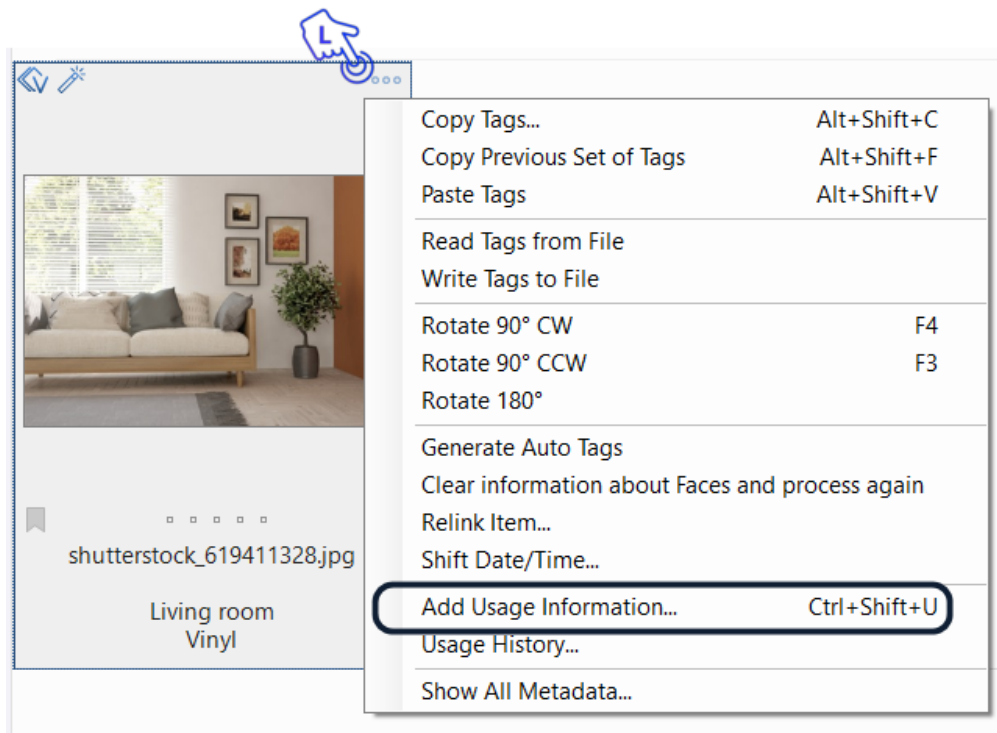 L
Copy Tags... Alt+Shift+C
Copy Previous Set of Tags Alt+Shift+F
Paste Tags Alt+Shift+V
Read Tags from File
Write Tags to File
Rotate 90° CW F4
Rotate 90° CCW F3
Rotate 180°
Generate Auto Tags
Clear information about Faces and process again
Relink Item...
Shift Date/Time...
Add Usage Information... Ctrl+Shift+U
Usage History...
Show All Metadata...
shutterstock_619411328.jpg
Living room
Vinyl